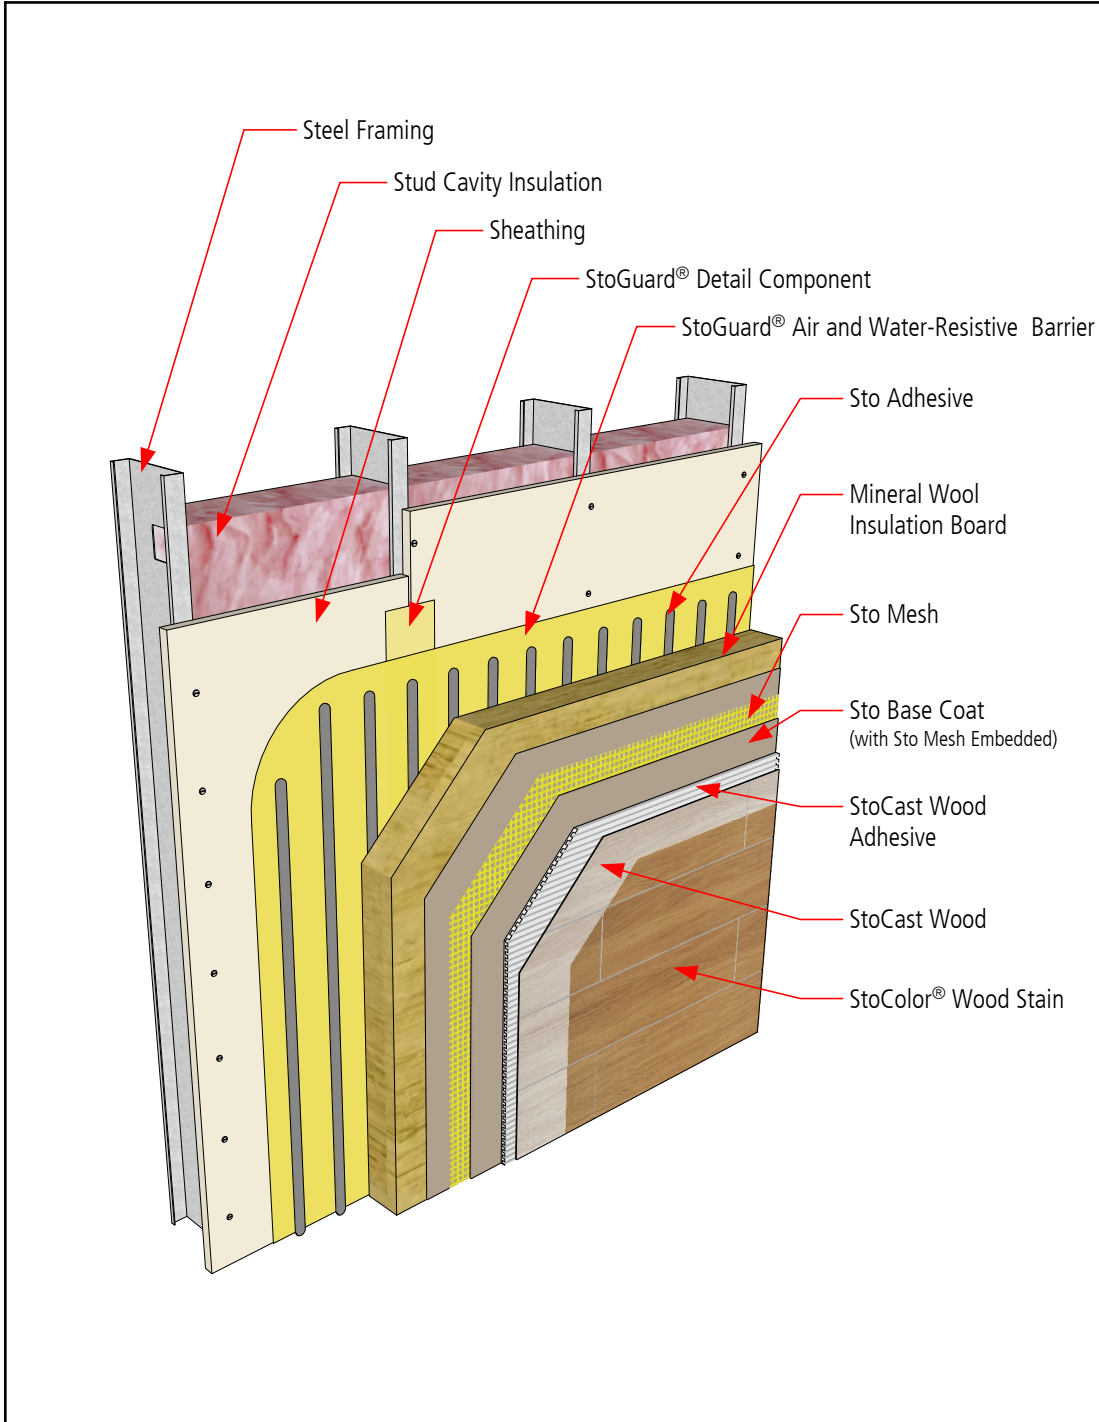 Steel Framing
Stud Cavity Insulation
Sheathing
StoGuard® Detail Component
StoGuard® Air and Water-Resistive Barrier
Sto Adhesive
Mineral Wool
Insulation Board
Sto Mesh
Sto Base Coat
(with Sto Mesh Embedded)
StoCast Wood
Adhesive
StoCast Wood
StoColor® Wood Stain